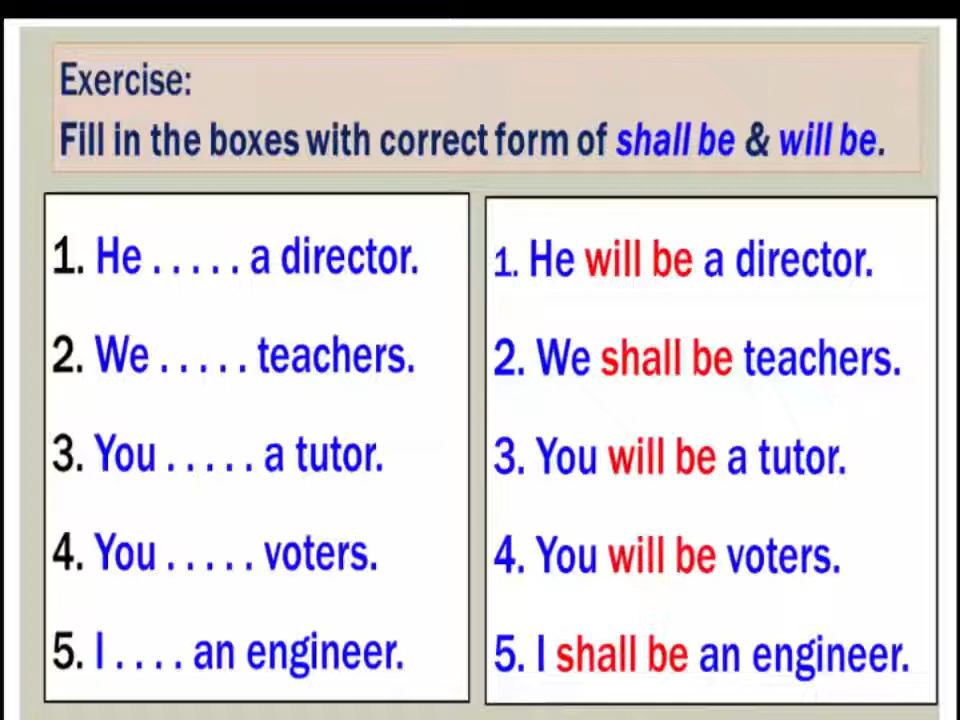 Exercise:
Fill in the boxes with correct form of shall be & will be.
1. He . . . . . a director.
2. We . . . . . teachers.
3. You . . . . . a tutor.
4. You . . . . . voters.
5. I . . . . an engineer.
1. He will be a director.
2. We shall be teachers.
3. You will be a tutor.
4. You will be voters.
5. I shall be an engineer.